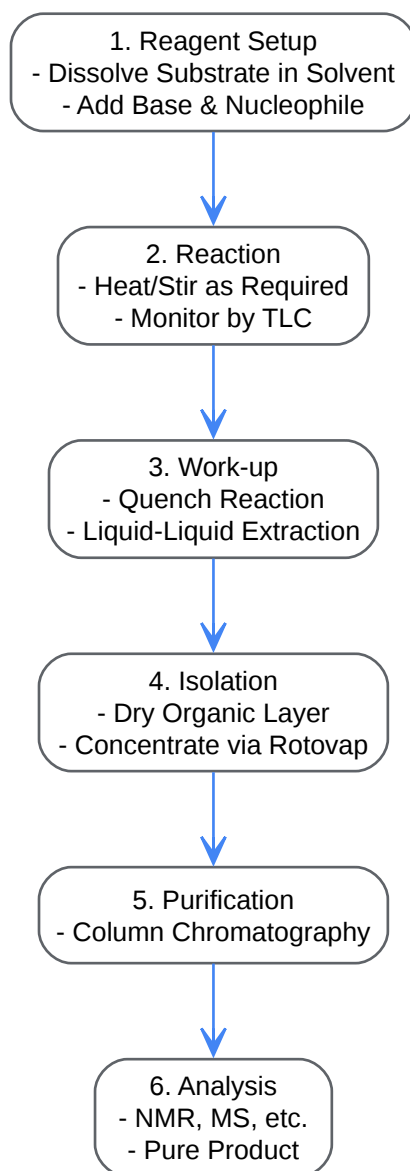 1. Reagent Setup
- Dissolve Substrate in Solvent
- Add Base & Nucleophile
2. Reaction
- Heat/Stir as Required
- Monitor by TLC
3. Work-up
- Quench Reaction
- Liquid-Liquid Extraction
4. Isolation
- Dry Organic Layer
- Concentrate via Rotovap
5. Purification
- Column Chromatography
6. Analysis
- NMR, MS, etc.
- Pure Product